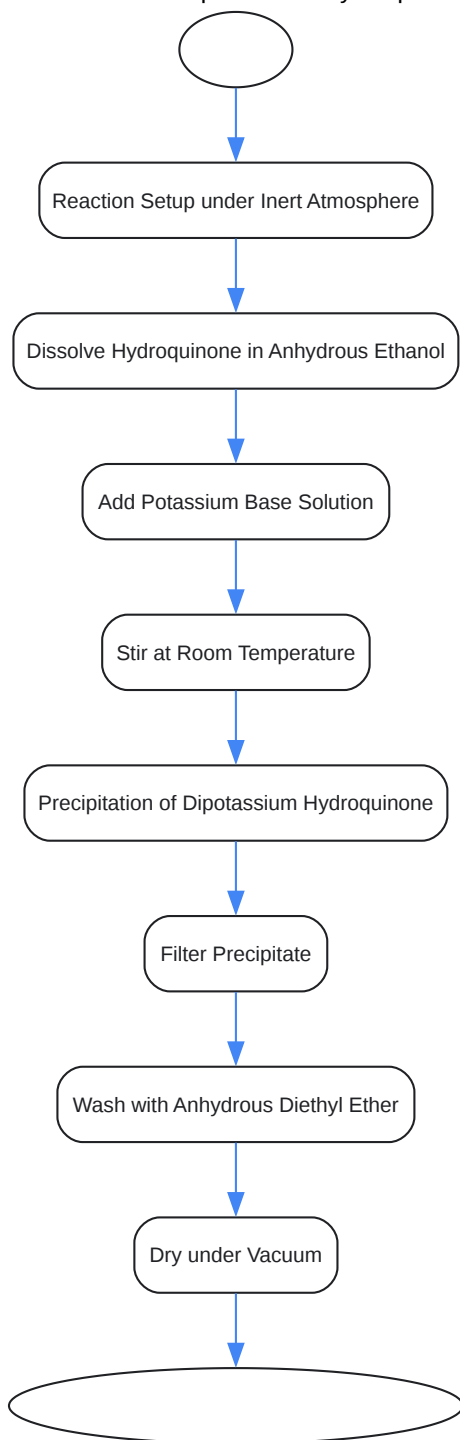 Reaction Setup under Inert Atmosphere
Dissolve Hydroquinone in Anhydrous Ethanol
Add Potassium Base Solution
Stir at Room Temperature
Precipitation of Dipotassium Hydroquinone
Filter Precipitate
Wash with Anhydrous Diethyl Ether
Dry under Vacuum